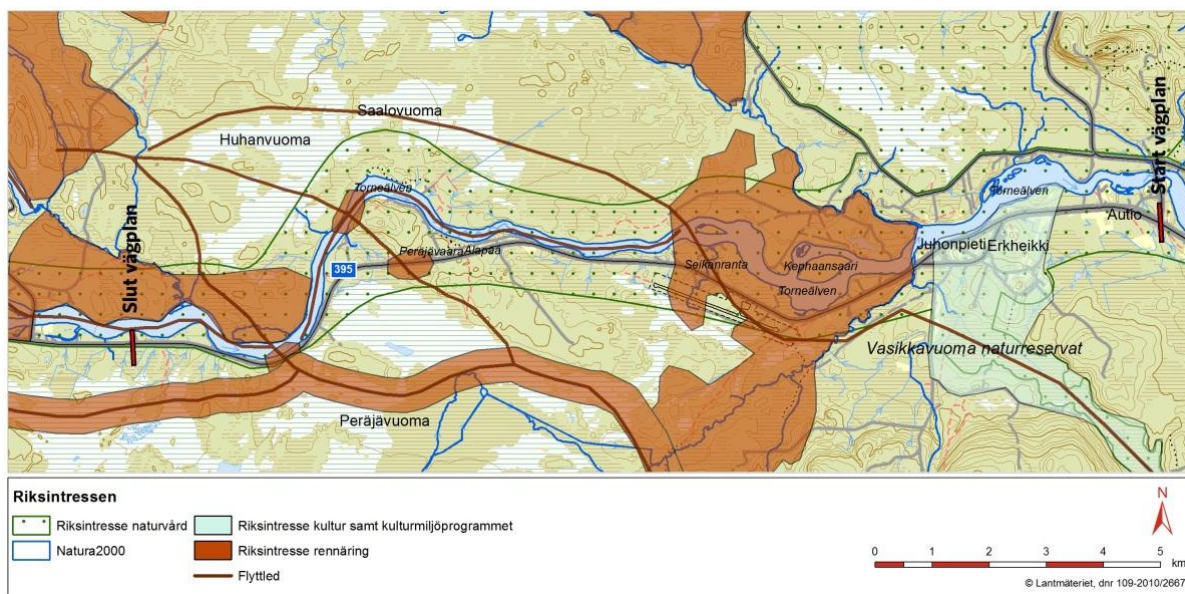 Saalovuoma
Huhanvuoma
Start vägplan
Torneälven
Torneälven
Autio
Juhonpieti
Erkheikki
Peräjävaara
Alapää
Kenhaansaari
Seikanranta
395
Torneälven
Slut vägplan
Vasikkavuoma naturreservat
Peräjävuoma
Riksintressen
Riksintresse naturvård
Riksintresse kultur samt kulturmiljöprogrammet
Natura2000
Riksintresse rennäring
Flyttled
N
0 1 2 3 4 5
km
© Lantmäteriet, dnr 109-2010/2667